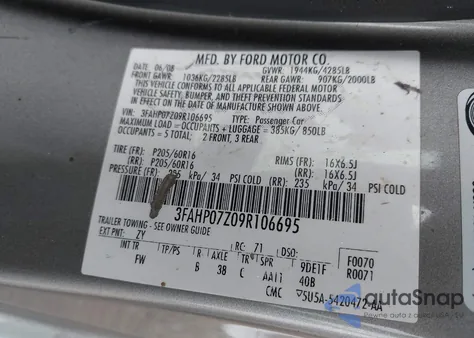 MFD. BY FORD MOTOR CO.
DATE: 06/08 GVWR: 1944KG/4285LB
FRONT GAWR: 1036KG/2285LB REAR GAWR: 907KG/2000LB
THIS VEHICLE CONFORMS TO ALL APPLICABLE FEDERAL MOTOR
VEHICLE SAFETY, BUMPER, AND THEFT PREVENTION STANDARDS IN
EFFECT ON THE DATE OF MANUFACTURE SHOWN ABOVE.
VIN: 3FAHP07Z09R106695 TYPE: Passenger Car
MAXIMUM LOAD = OCCUPANTS + LUGGAGE = 385KG/850LB
OCCUPANTS = 5 TOTAL 2 FRONT, 3 REAR
TIRE (FR): P205/60R16 RIMS (FR): 16X6.5J
(RR): P205/60R16 (RR): 16X6.5J
PRESSURE (FR): kPa/ 34 PSI COLD (RR) 235 kPa/ 34 PSI COLD
3FAHP07Z09R106695
TRAILER TOWING - SEE OWNER GUIDE
EXT PNT: ZY RC: 71 DSO: F0070
INT TR TP/PS R AXLE TR SPR 9DE1F R0071
FW B 38 C AA11 40B
CMC 5U5A-5420472-AA
autoSnap